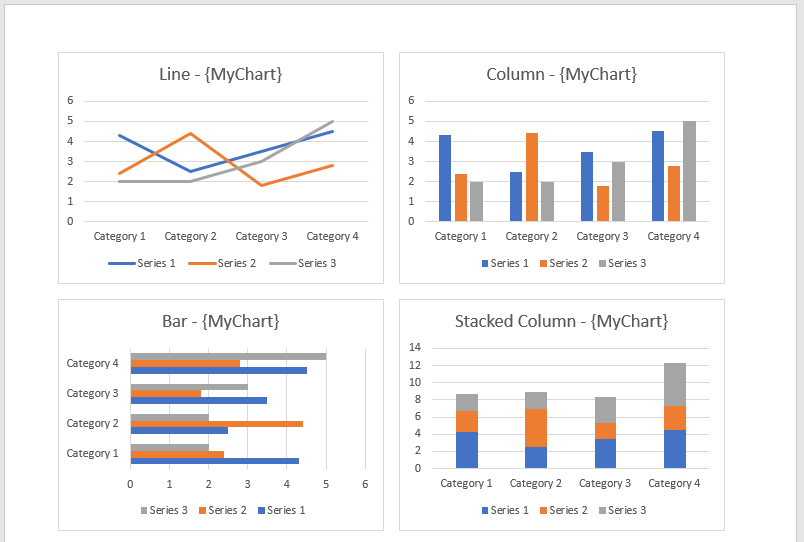 Line - {MyChart}
6
5
4
3
2
1
0
Category 1 Category 2 Category 3 Category 4
Series 1 Series 2 Series 3
Column - {MyChart}
6
5
4
3
2
1
0
Category 1 Category 2 Category 3 Category 4
Series 1 Series 2 Series 3
Bar - {MyChart}
Category 4
Category 3
Category 2
Category 1
0 1 2 3 4 5 6
Series 3 Series 2 Series 1
Stacked Column - {MyChart}
14
12
10
8
6
4
2
0
Category 1 Category 2 Category 3 Category 4
Series 1 Series 2 Series 3